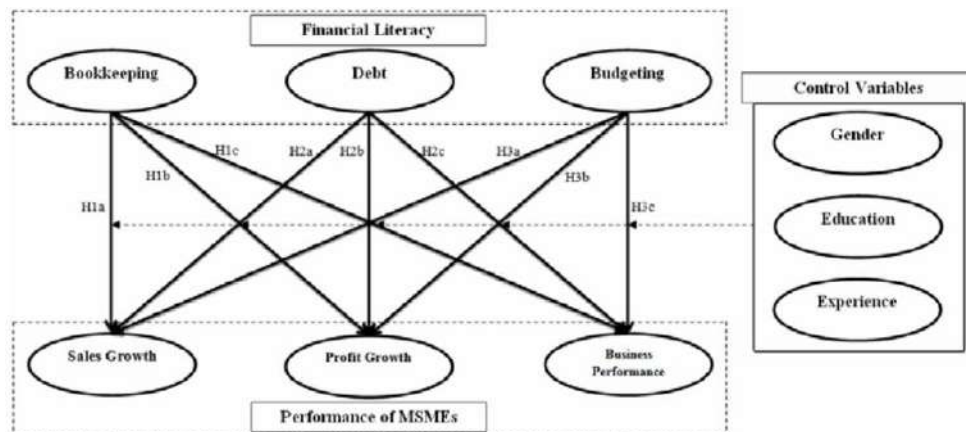 Financial Literacy
Bookkeeping
Debt
Budgeting
Control Variables
Gender
Education
Experience
H1c
H2a
H2b
H2c
H3a
H1b
H3b
H1a
H3c
Sales Growth
Profit Growth
Business
Performance
Performance of MSMEs